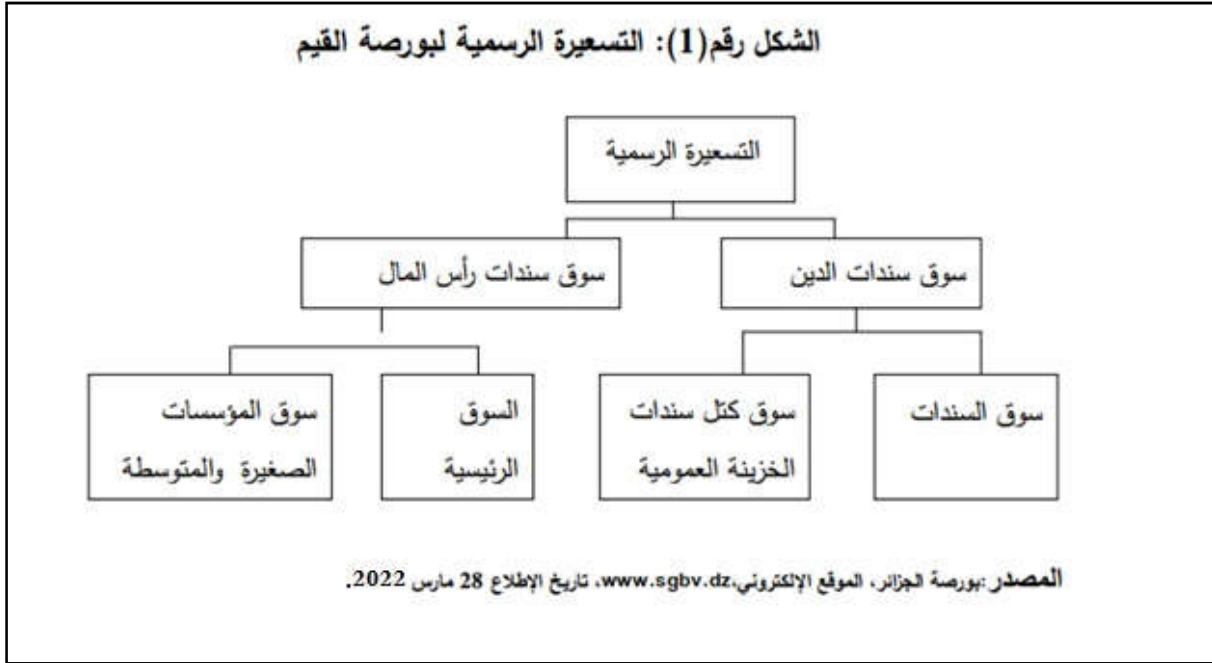 الشكل رقم(1): التسعيرة الرسمية لبورصة القيم
التسعيرة الرسمية
سوق سندات الدين
سوق سندات رأس المال
سوق السندات
سوق كتل سندات
الخزينة العمومية
السوق
الرئيسية
سوق المؤسسات
الصغيرة والمتوسطة
المصدر:بورصة الجزائر، الموقع الإلكتروني،www.sgbv.dz، تاريخ الإطلاع 28 مارس 2022.